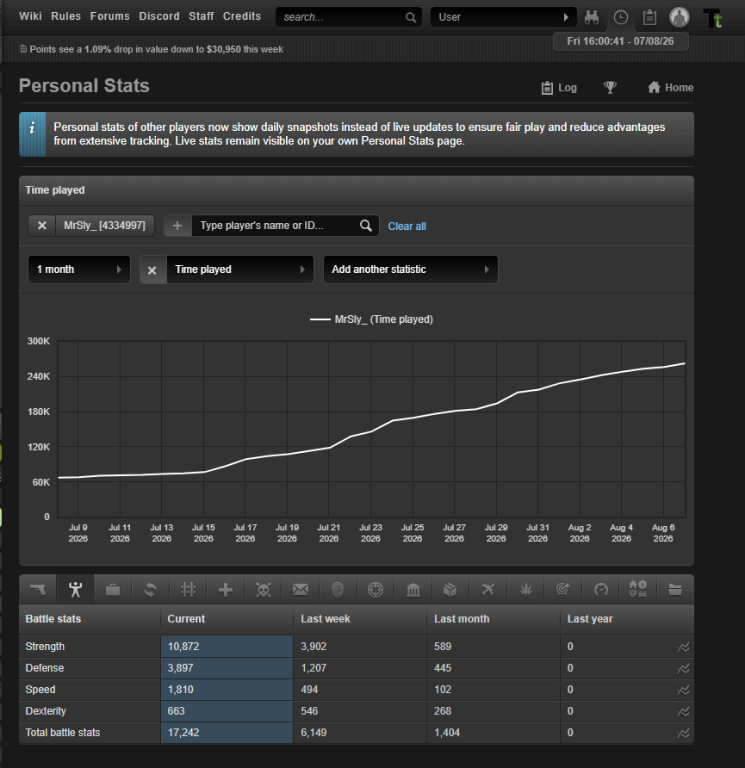 Wiki Rules Forums Discord Staff Credits search... User
Fri 16:00:41 - 07/08/26
Points see a 1.09% drop in value down to $30,950 this week
Personal Stats Log Home
Personal stats of other players now show daily snapshots instead of live updates to ensure fair play and reduce advantages
from extensive tracking. Live stats remain visible on your own Personal Stats page.
Time played
MrSly_ [4334997] Type player's name or ID... Clear all
1 month Time played Add another statistic
MrSly_ (Time played)
300K
240K
180K
120K
60K
0
Jul 9 2026
Jul 11 2026
Jul 13 2026
Jul 15 2026
Jul 17 2026
Jul 19 2026
Jul 21 2026
Jul 23 2026
Jul 25 2026
Jul 27 2026
Jul 29 2026
Jul 31 2026
Aug 2 2026
Aug 4 2026
Aug 6 2026
Battle stats Current Last week Last month Last year
Strength 10,872 3,902 589 0
Defense 3,897 1,207 445 0
Speed 1,810 494 102 0
Dexterity 663 546 268 0
Total battle stats 17,242 6,149 1,404 0